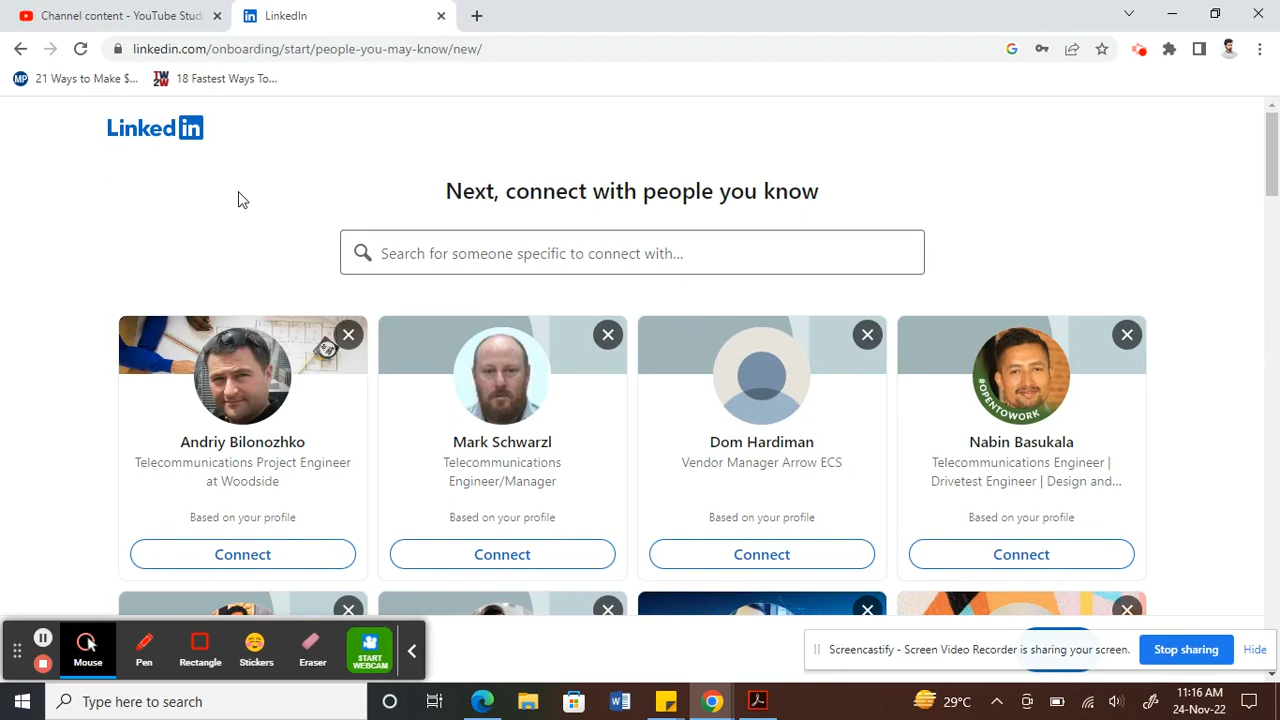 Channel content - YouTube Stud
LinkedIn
linkedin.com/onboarding/start/people-you-may-know/new/
MP 21 Ways to Make $...
TW 2W 18 Fastest Ways To...
Linked in
Next, connect with people you know
Search for someone specific to connect with...
#OPENTOWORK
Andriy Bilonozhko
Telecommunications Project Engineer
at Woodside
Based on your profile
Connect
Mark Schwarzl
Telecommunications
Engineer/Manager
Based on your profile
Connect
Dom Hardiman
Vendor Manager Arrow ECS
Based on your profile
Connect
Nabin Basukala
Telecommunications Engineer |
Drivetest Engineer | Design and...
Based on your profile
Connect
Mouse
Pen
Rectangle
Stickers
Eraser
START
WEBCAM
Screencastify - Screen Video Recorder is sharing your screen.
Stop sharing
Hide
Type here to search
29°C
11:16 AM
24-Nov-22